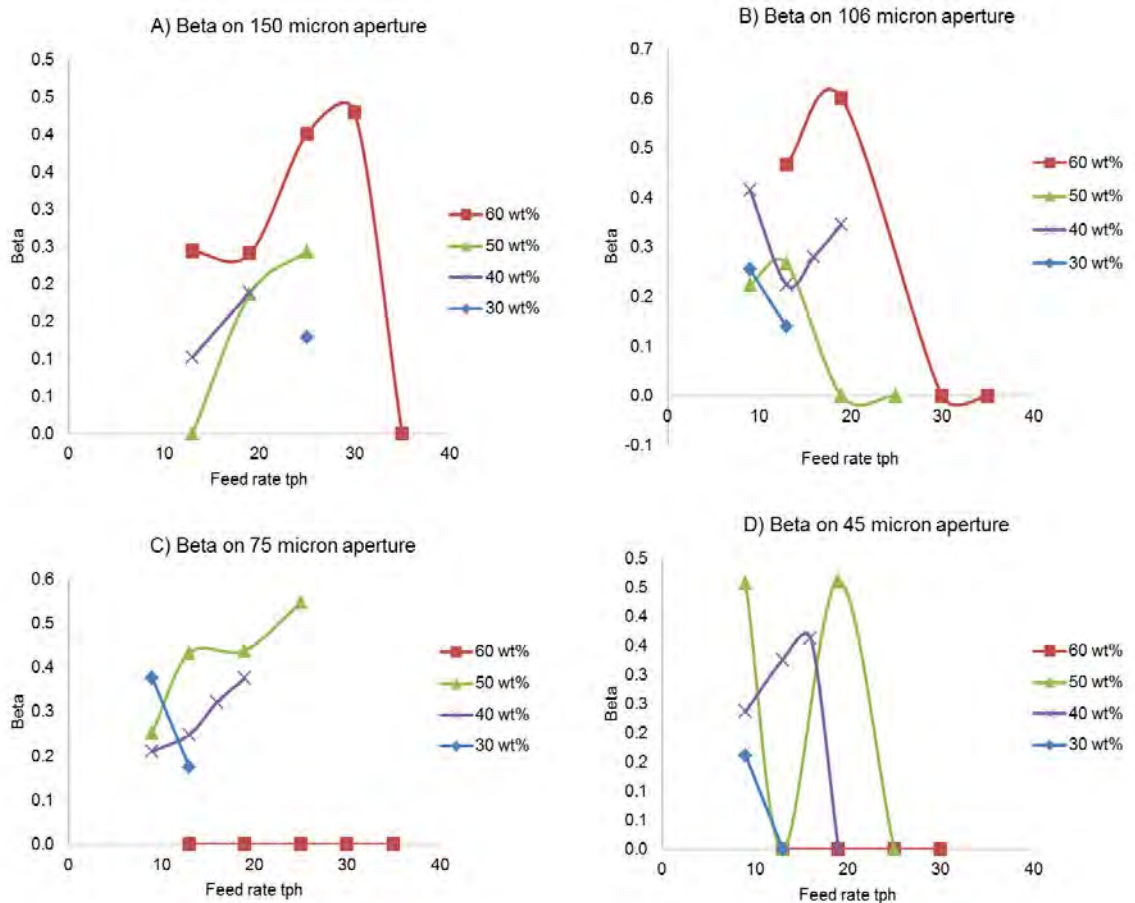 A) Beta on 150 micron aperture
0.5
0.5
0.4
0.4
0.3
0.3
0.2
0.2
0.1
0.1
0.0
Beta
0
10
20
30
40
Feed rate tph
60 wt%
50 wt%
40 wt%
30 wt%
B) Beta on 106 micron aperture
0.7
0.6
0.5
0.4
0.3
0.2
0.1
0.0
-0.1
Beta
0
10
20
30
40
Feed rate tph
60 wt%
50 wt%
40 wt%
30 wt%
C) Beta on 75 micron aperture
0.6
0.5
0.4
0.3
0.2
0.1
0.0
Beta
0
10
20
30
40
Feed rate tph
60 wt%
50 wt%
40 wt%
30 wt%
D) Beta on 45 micron aperture
0.5
0.5
0.4
0.4
0.3
0.3
0.2
0.2
0.1
0.1
0.0
Beta
0
10
20
30
40
Feed rate tph
60 wt%
50 wt%
40 wt%
30 wt%